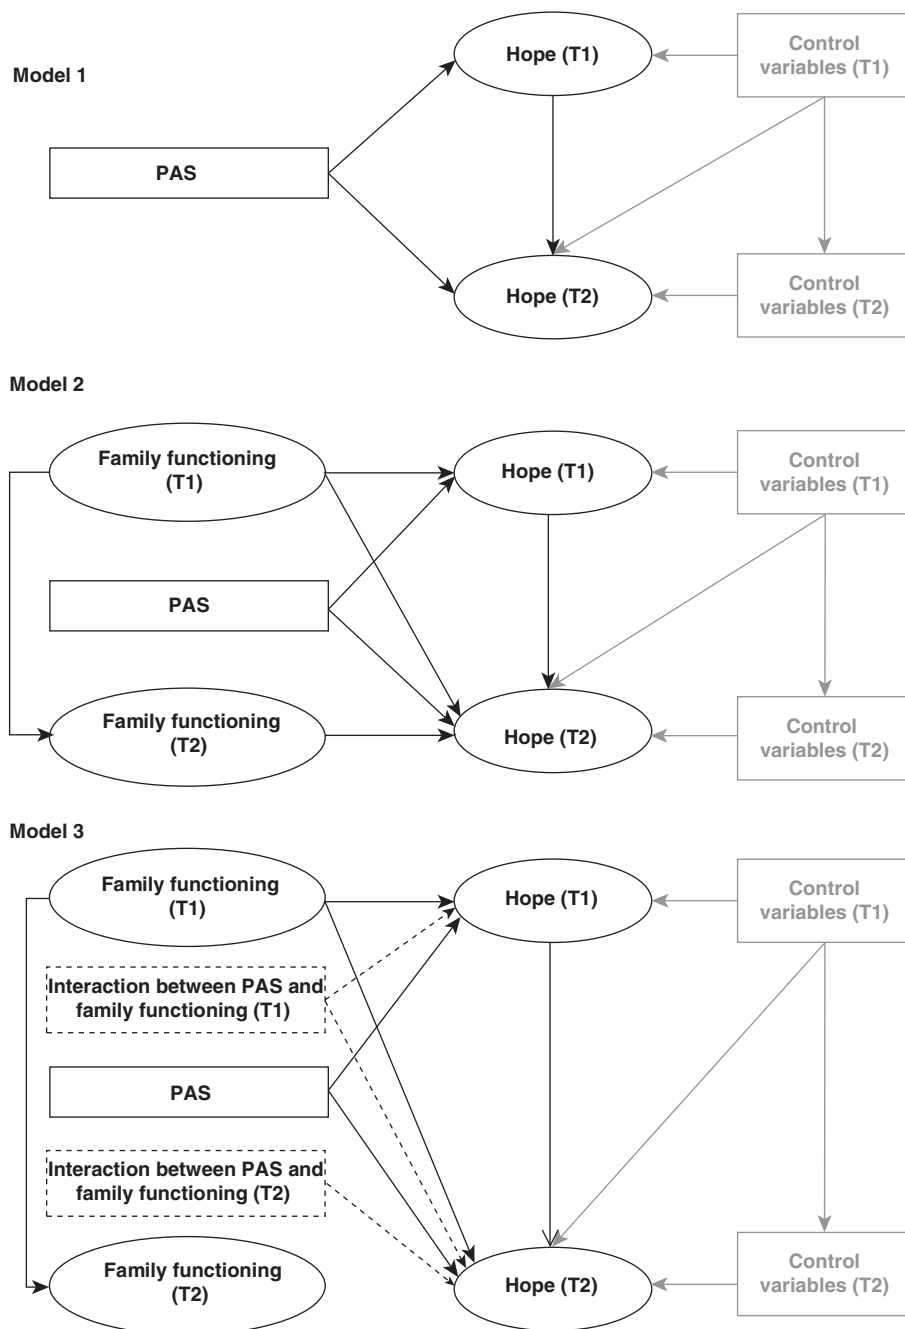 Model 1
Hope (T1)
Control
variables (T1)
PAS
Hope (T2)
Control
variables (T2)
Model 2
Family functioning
(T1)
Hope (T1)
Control
variables (T1)
PAS
Family functioning
(T2)
Hope (T2)
Control
variables (T2)
Model 3
Family functioning
(T1)
Hope (T1)
Control
variables (T1)
Interaction between PAS and
family functioning (T1)
PAS
Interaction between PAS and
family functioning (T2)
Family functioning
(T2)
Hope (T2)
Control
variables (T2)